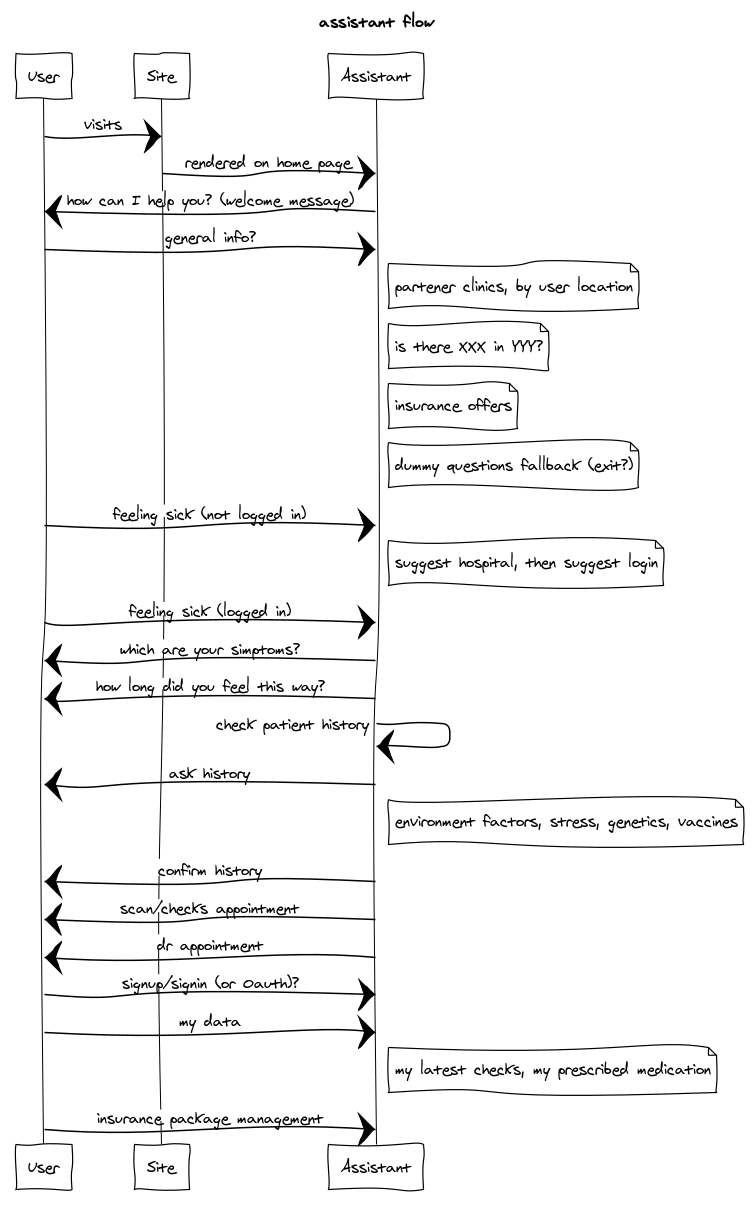 assistant flow
User
Site
Assistant
visits
rendered on home page
how can I help you? (welcome message)
general info?
partener clinics, by user location
is there XXX in YYY?
insurance offers
dummy questions fallback (exit?)
feeling sick (not logged in)
suggest hospital, then suggest login
feeling sick (logged in)
which are your simptoms?
how long did you feel this way?
check patient history
ask history
environment factors, stress, genetics, vaccines
confirm history
scan/checks appointment
dr appointment
signup/signin (or Oauth)?
my data
my latest checks, my prescribed medication
insurance package management
User
Site
Assistant